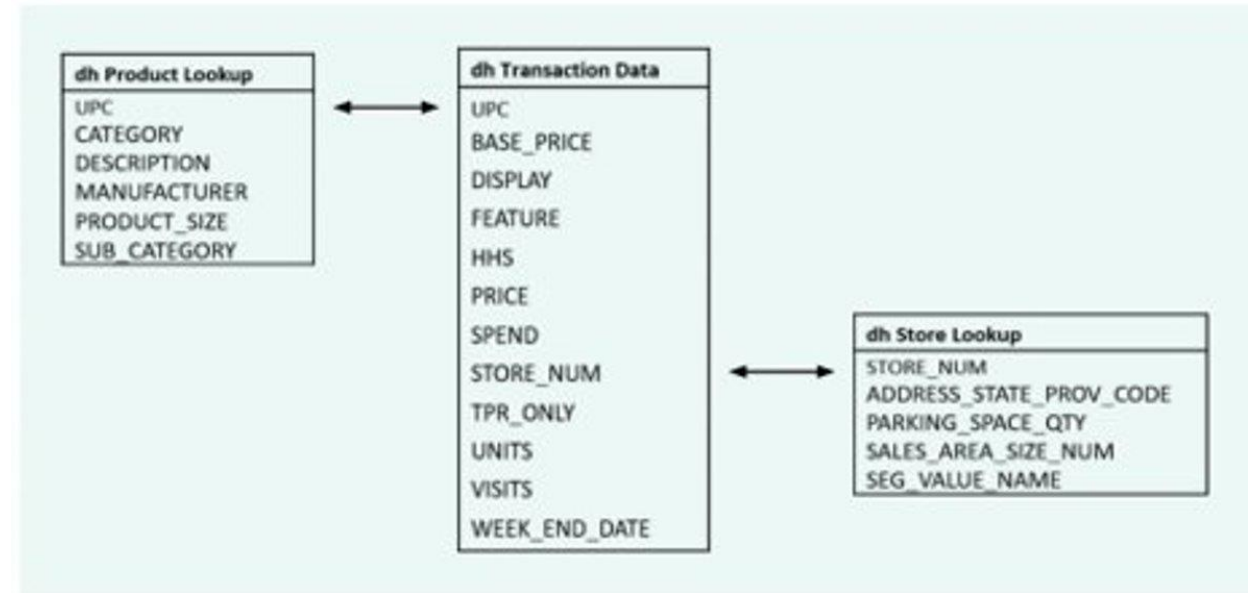 dh Product Lookup
UPC
CATEGORY
DESCRIPTION
MANUFACTURER
PRODUCT_SIZE
SUB_CATEGORY
dh Transaction Data
UPC
BASE_PRICE
DISPLAY
FEATURE
HHS
PRICE
SPEND
STORE_NUM
TPR_ONLY
UNITS
VISITS
WEEK_END_DATE
dh Store Lookup
STORE_NUM
ADDRESS_STATE_PROV_CODE
PARKING_SPACE_QTY
SALES_AREA_SIZE_NUM
SEG_VALUE_NAME